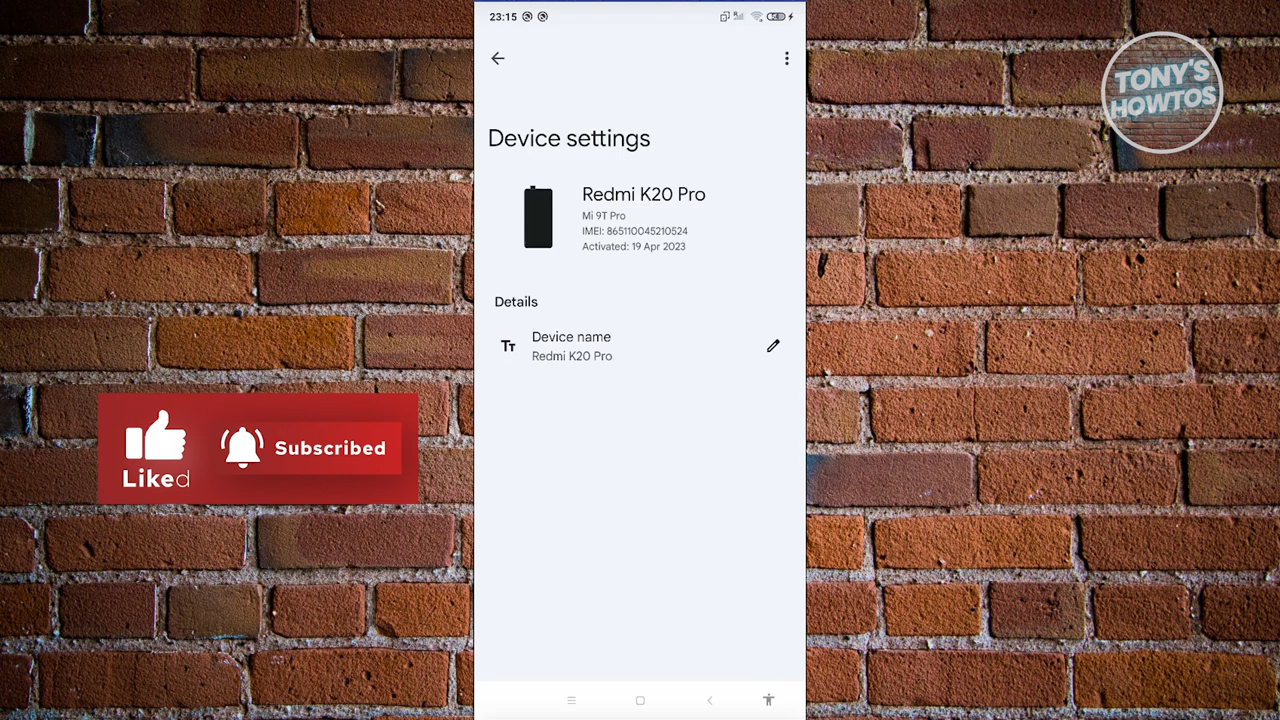 23:15
TONY'S
HOWTOS
Device settings
Redmi K20 Pro
Mi 9T Pro
IMEI: 865110045210524
Activated: 19 Apr 2023
Details
Tт Device name
Redmi K20 Pro
Liked
Subscribed